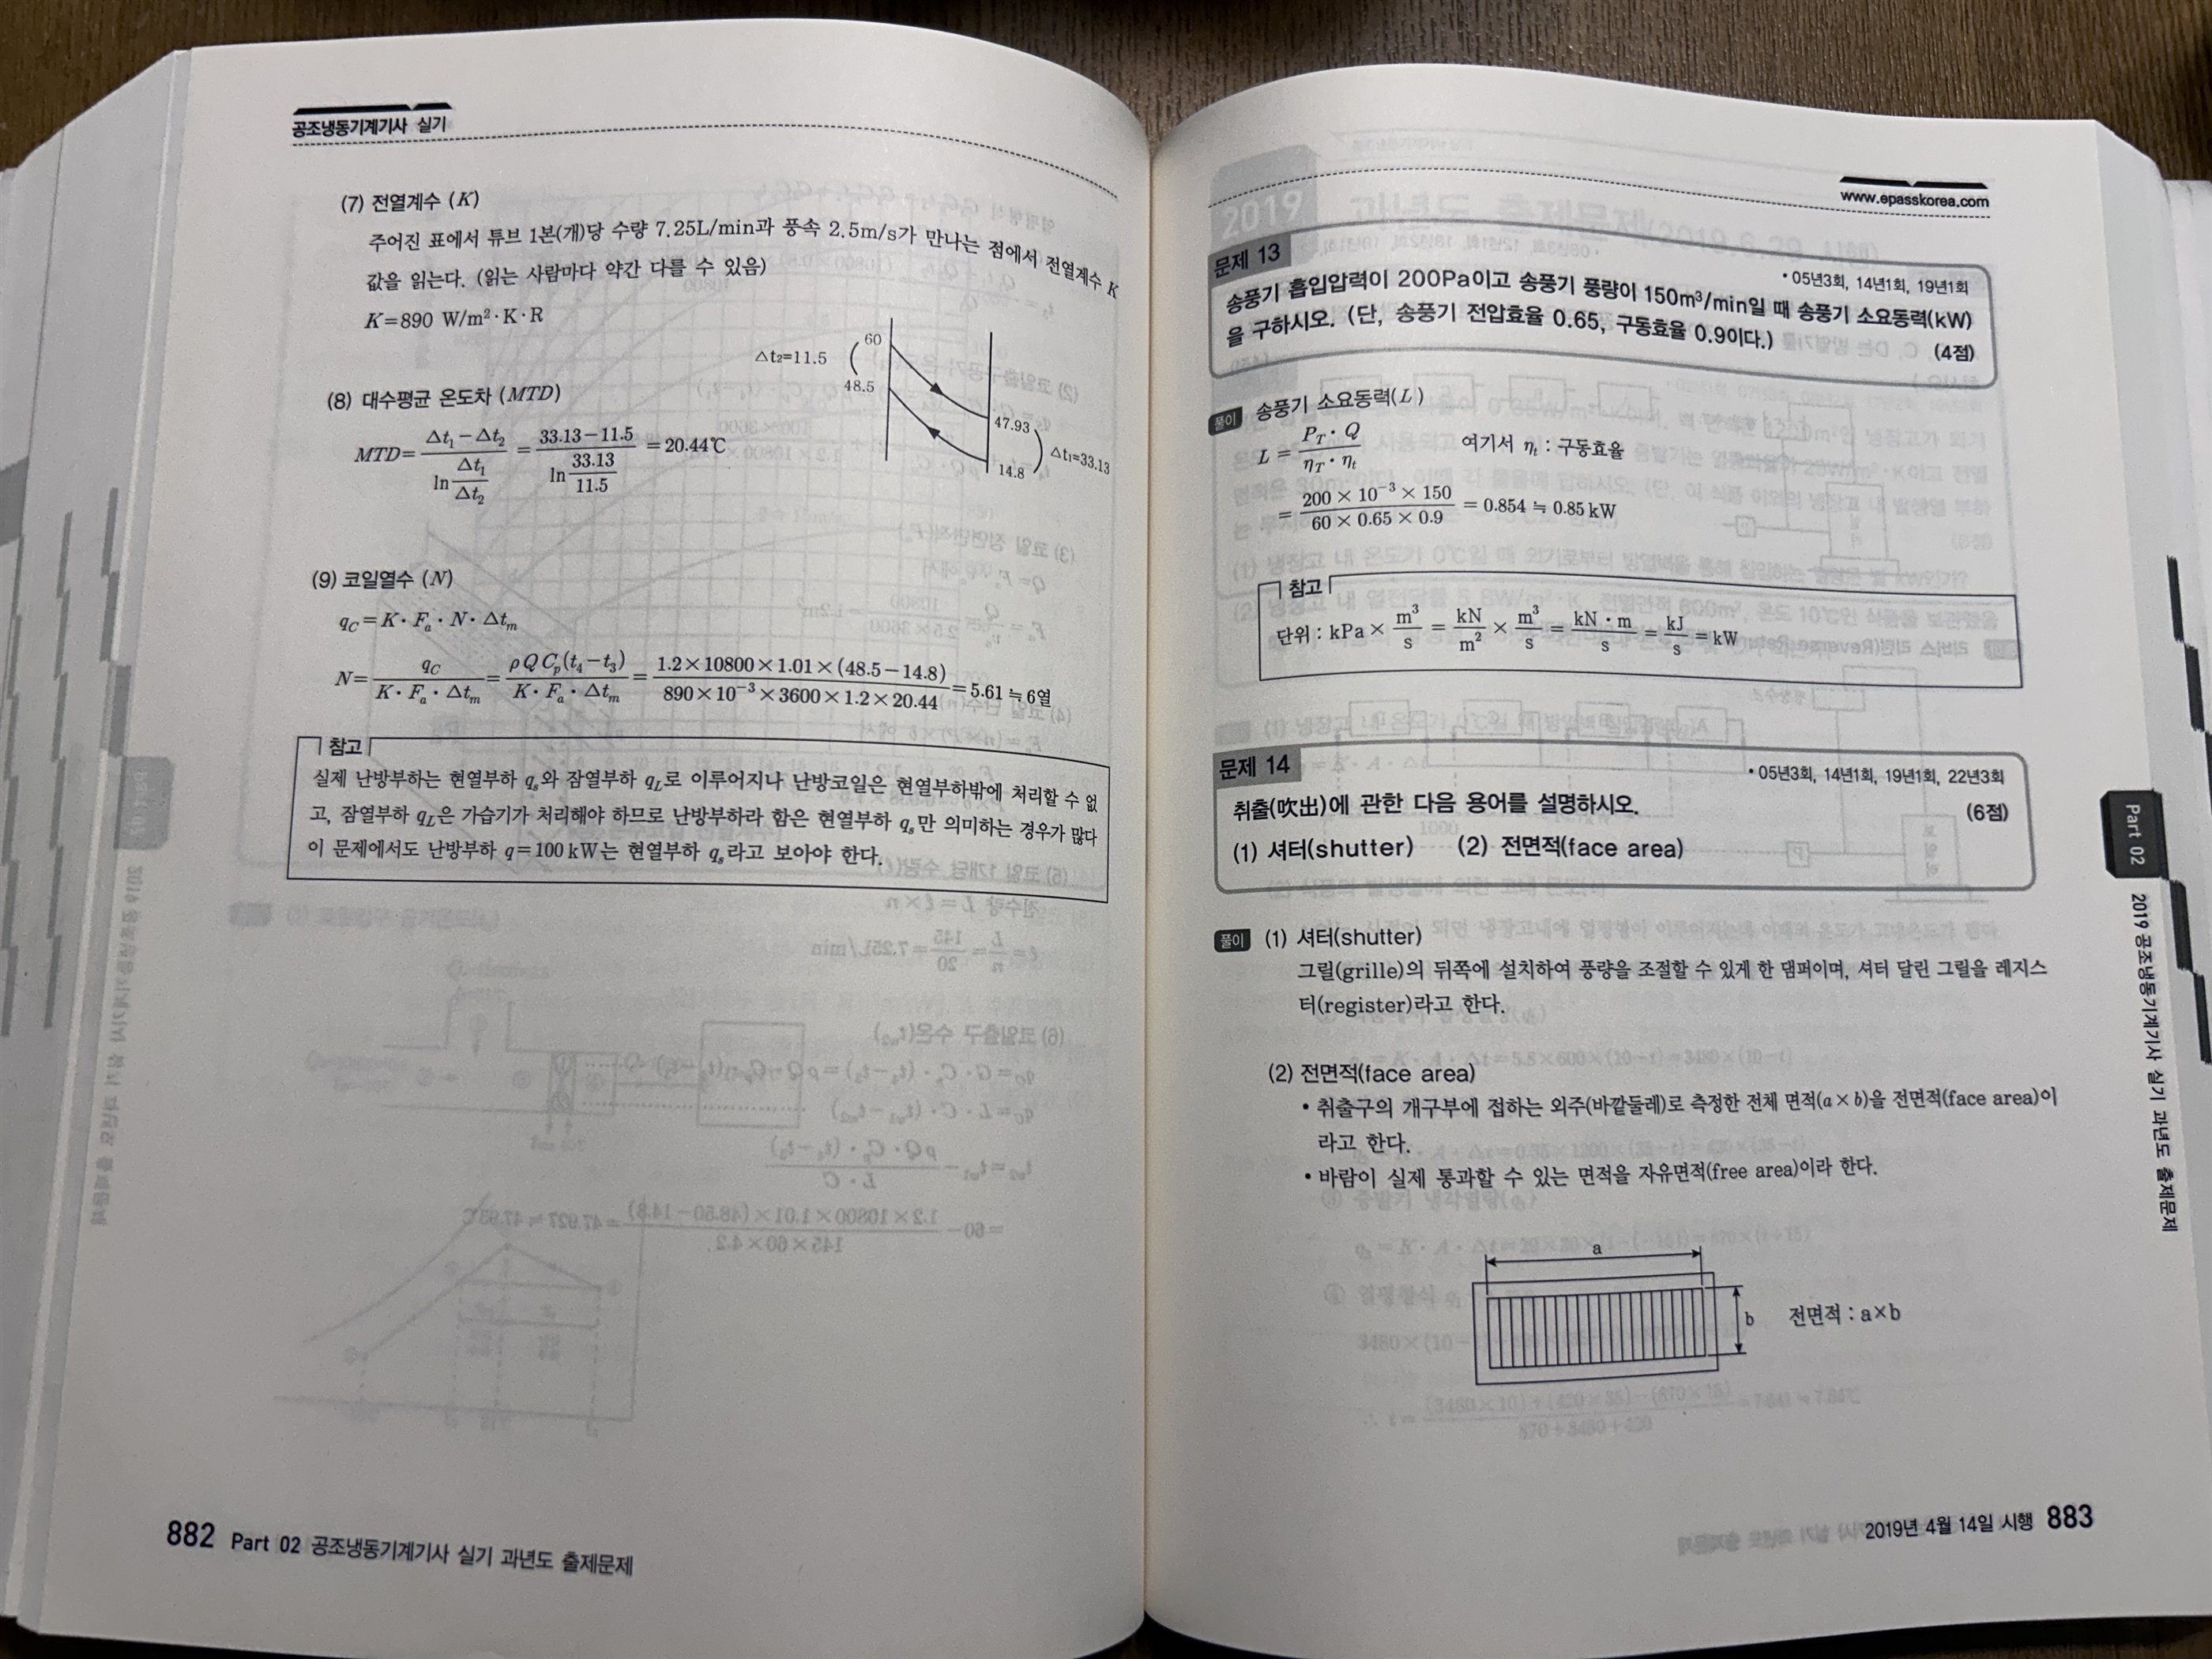 공조냉동기계기사 실기
(7) 전열계수 (K)
주어진 표에서 튜브 1본(개)당 수량 7.25L/min과 풍속 2.5m/s가 만나는 점에서 전열계수 K
값을 읽는다. (읽는 사람마다 약간 다를 수 있음)
K=890 W/m²·K·R
△t₂=11.5
60
48.5
47.93
14.8
△t₁=33.13
(8) 대수평균 온도차 (MTD)
MTD = (△t₁−△t₂) / (ln △t₁/△t₂) = (33.13−11.5) / (ln 33.13/11.5) = 20.44℃
(9) 코일열수 (N)
q_C = K·F_a·N·△t_m
N = q_C / (K·F_a·△t_m) = ρQC_p(t₄−t₃) / (K·F_a·△t_m) = 1.2×10800×1.01×(48.5−14.8) / (890×10⁻³×3600×1.2×20.44) = 5.61 ≒ 6열
참고
실제 난방부하는 현열부하 q_s와 잠열부하 q_L로 이루어지나 난방코일은 현열부하밖에 처리할 수 없
고, 잠열부하 q_L은 가습기가 처리해야 하므로 난방부하라 함은 현열부하 q_s만 의미하는 경우가 많다
이 문제에서도 난방부하 q=100kW는 현열부하 q_s라고 보아야 한다.
882 Part 02 공조냉동기계기사 실기 과년도 출제문제
www.epasskorea.com
문제 13
•05년3회, 14년1회, 19년1회
송풍기 흡입압력이 200Pa이고 송풍기 풍량이 150m³/min일 때 송풍기 소요동력(kW)
을 구하시오. (단, 송풍기 전압효율 0.65, 구동효율 0.9이다.)
(4점)
풀이 송풍기 소요동력(L)
L = P_T·Q / (η_T·η_t) 여기서 η_t : 구동효율
= 200×10⁻³×150 / (60×0.65×0.9) = 0.854 ≒ 0.85 kW
참고
단위 : kPa × m³/s = kN/m² × m³/s = kN·m/s = kJ/s = kW
문제 14
•05년3회, 14년1회, 19년1회, 22년3회
취출(吹出)에 관한 다음 용어를 설명하시오.
(6점)
(1) 셔터(shutter) (2) 전면적(face area)
풀이 (1) 셔터(shutter)
그릴(grille)의 뒤쪽에 설치하여 풍량을 조절할 수 있게 한 댐퍼이며, 셔터 달린 그릴을 레지스
터(register)라고 한다.
(2) 전면적(face area)
• 취출구의 개구부에 접하는 외주(바깥둘레)로 측정한 전체 면적(a×b)을 전면적(face area)이
라고 한다.
• 바람이 실제 통과할 수 있는 면적을 자유면적(free area)이라 한다.
a
b
전면적 : a×b
Part 02
2019 공조냉동기계기사 실기 과년도 출제문제
2019년 4월 14일 시행 883